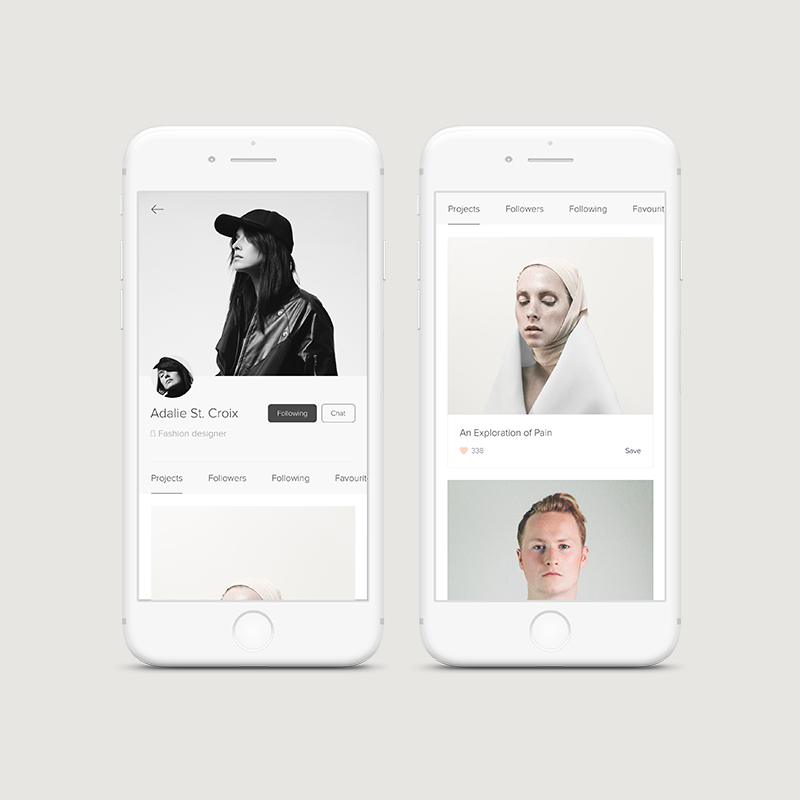 Adalie St. Croix
Following
Chat
Fashion designer
Projects Followers Following Favourit
Projects Followers Following Favourit
An Exploration of Pain
338
Save